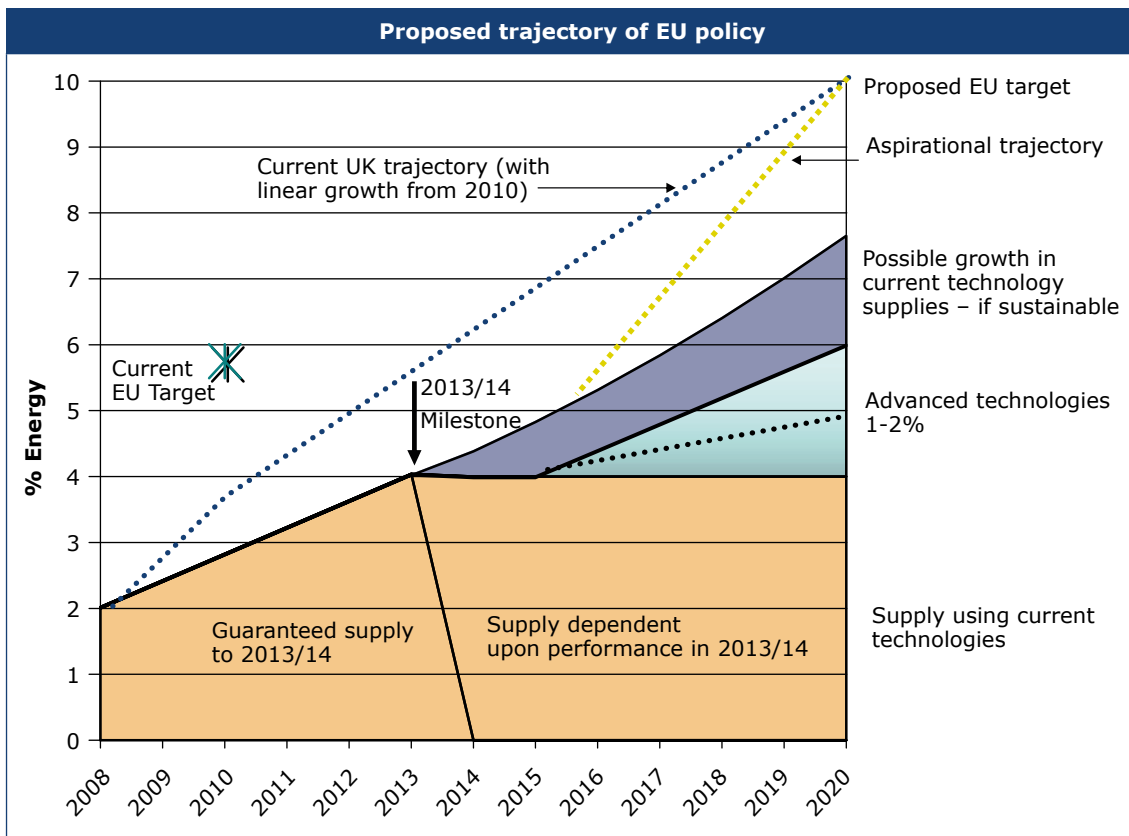 Proposed trajectory of EU policy
10
9
8
7
6
5
4
3
2
1
0
% Energy
Current UK trajectory (with
linear growth from 2010)
Current
EU Target
2013/14
Milestone
Guaranteed supply
to 2013/14
Supply dependent
upon performance in 2013/14
Proposed EU target
Aspirational trajectory
Possible growth in
current technology
supplies – if sustainable
Advanced technologies
1-2%
Supply using current
technologies
2008
2009
2010
2011
2012
2013
2014
2015
2016
2017
2018
2019
2020